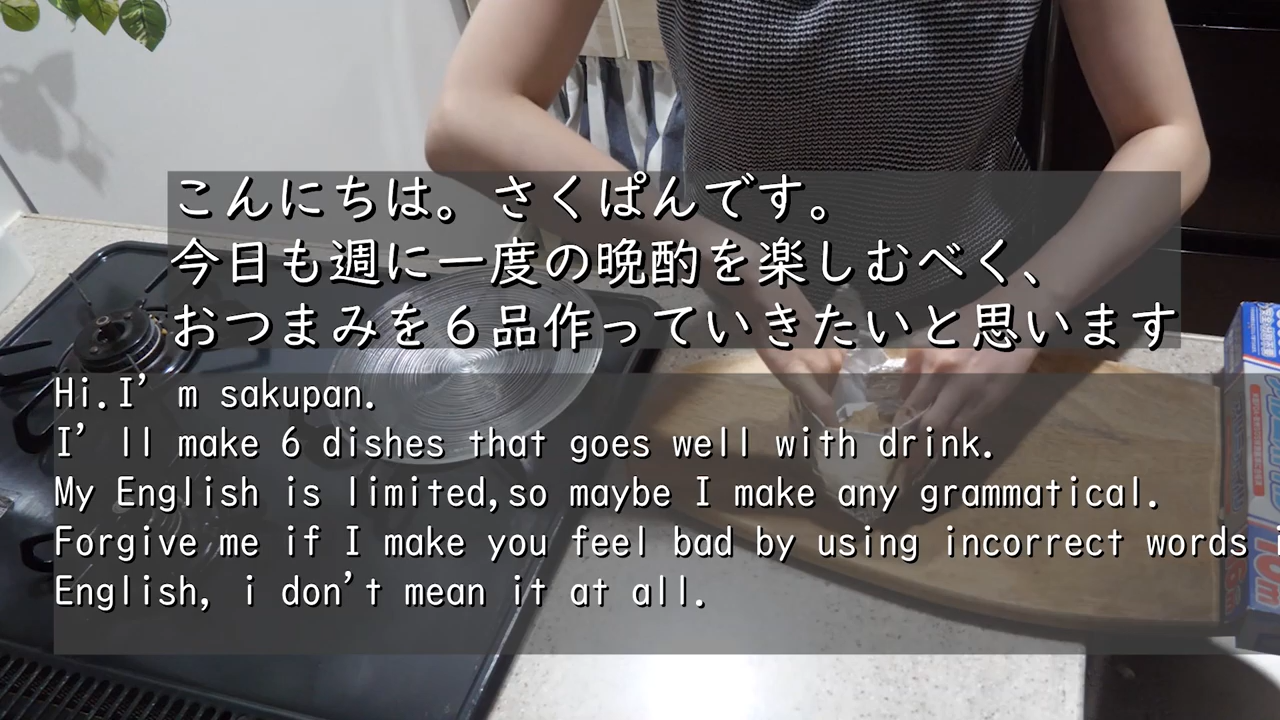 こんにちは。さくぱんです。
今日も週に一度の晩酌を楽しむべく、
おつまみを６品作っていきたいと思います
Hi.I’m sakupan.
I’ll make 6 dishes that goes well with drink.
My English is limited,so maybe I make any grammatical.
Forgive me if I make you feel bad by using incorrect words
English, i don’t mean it at all.
10m